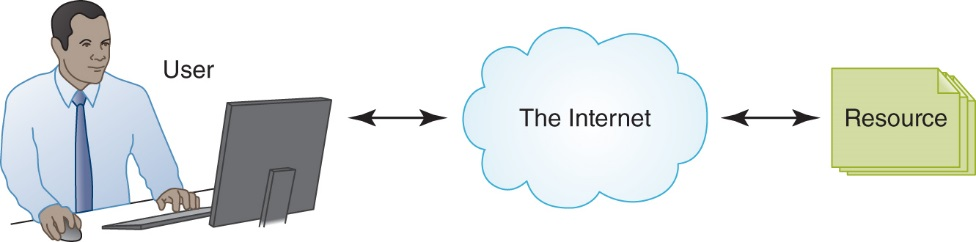 User
The Internet
Resource